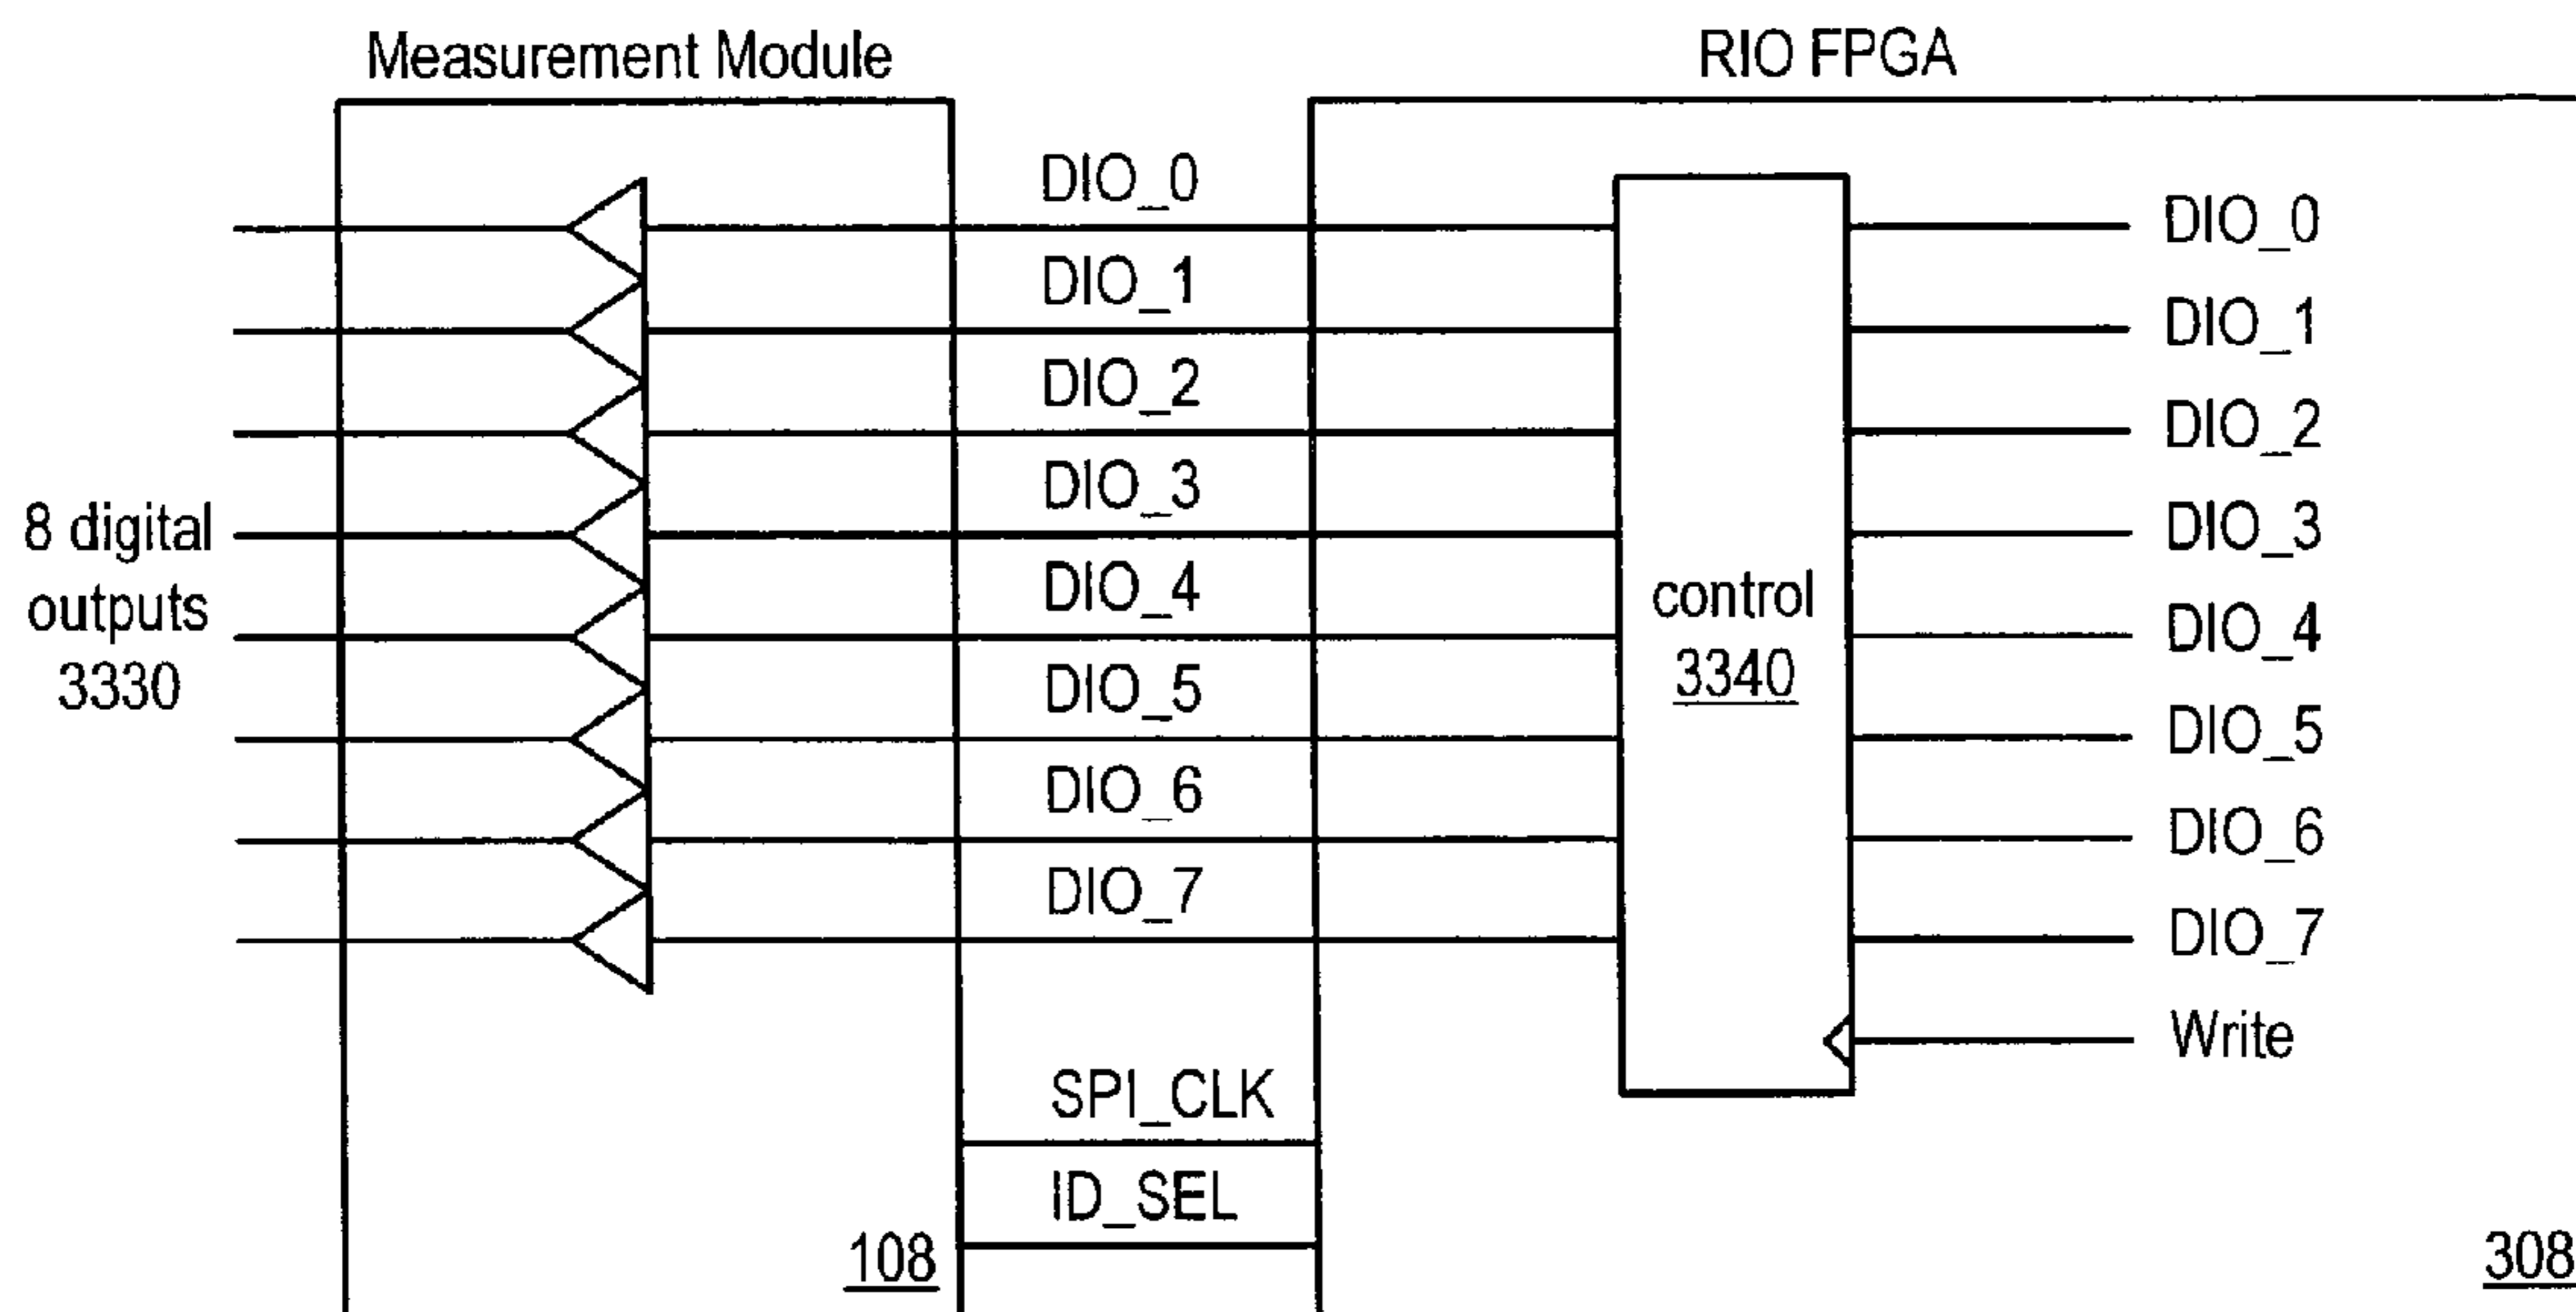 Measurement Module
RIO FPGA
DIO_0
DIO_1
DIO_2
DIO_3
DIO_4
DIO_5
DIO_6
DIO_7
SPI_CLK
ID_SEL
8 digital
outputs
3330
control
3340
DIO_0
DIO_1
DIO_2
DIO_3
DIO_4
DIO_5
DIO_6
DIO_7
Write
108
308